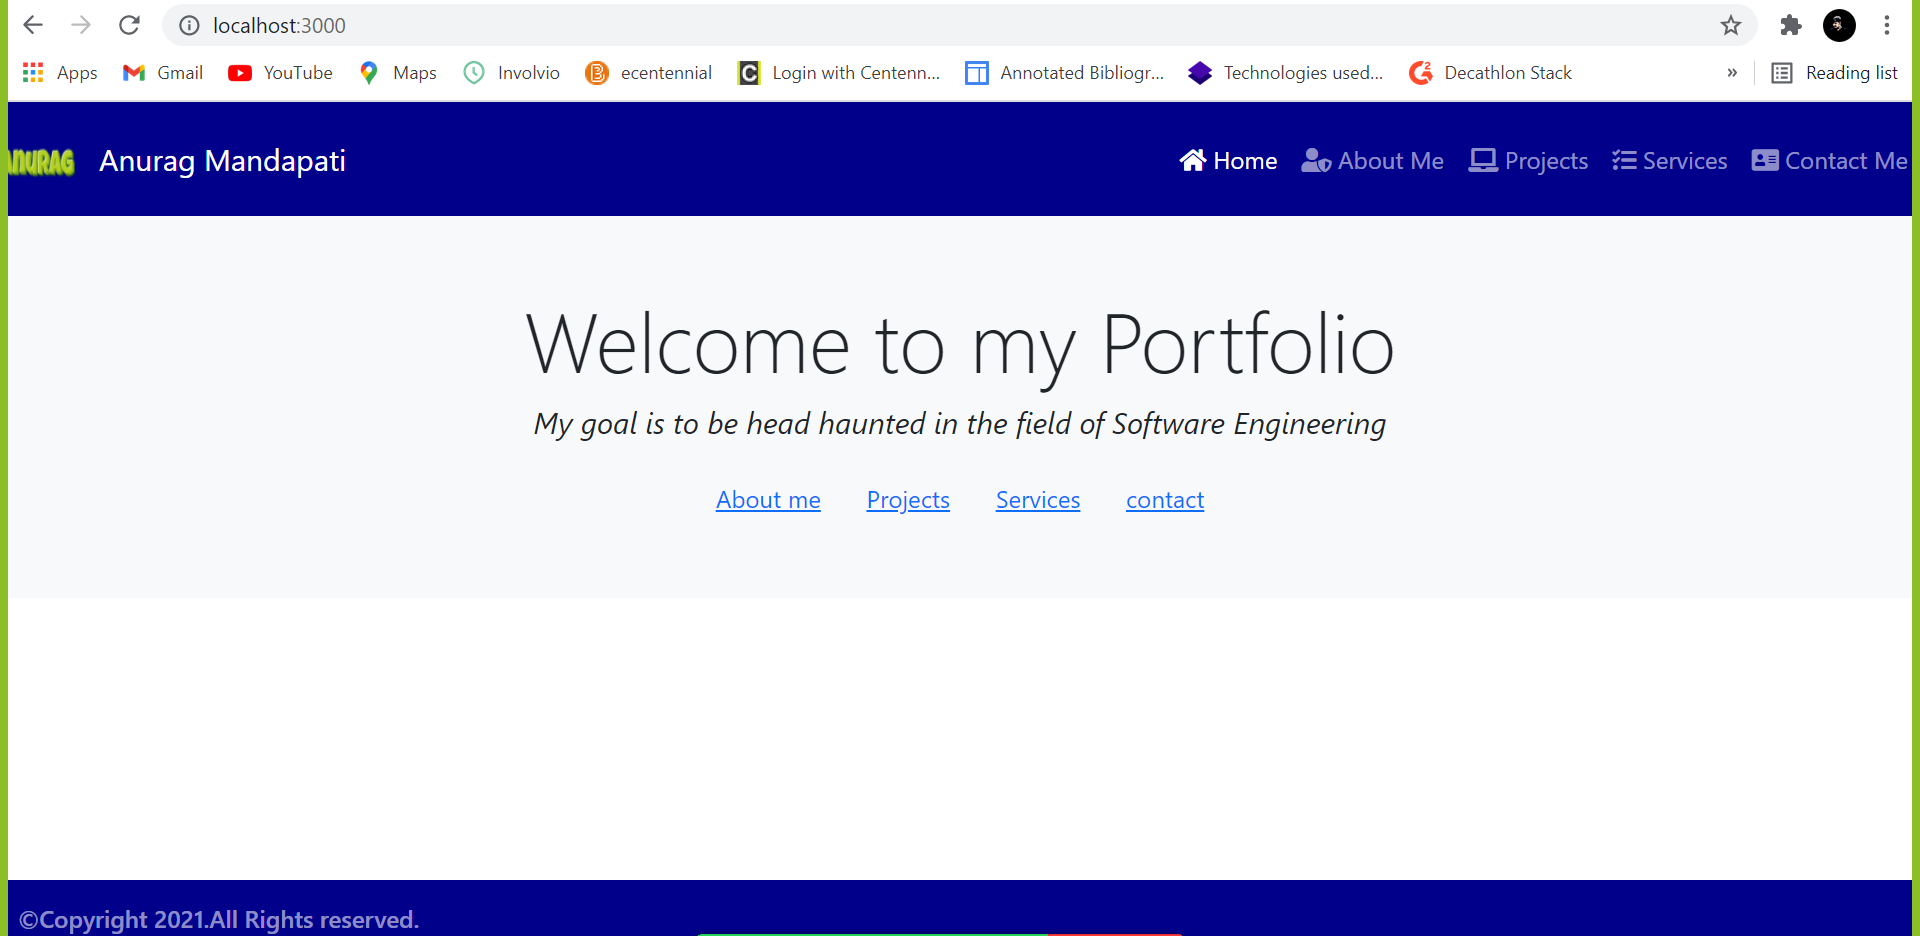 localhost:3000
Apps Gmail YouTube Maps Involvio ecentennial Login with Centenn... Annotated Bibliogr... Technologies used... Decathlon Stack » Reading list
ANURAG Anurag Mandapati Home About Me Projects Services Contact Me
Welcome to my Portfolio
My goal is to be head haunted in the field of Software Engineering
About me Projects Services contact
©Copyright 2021.All Rights reserved.